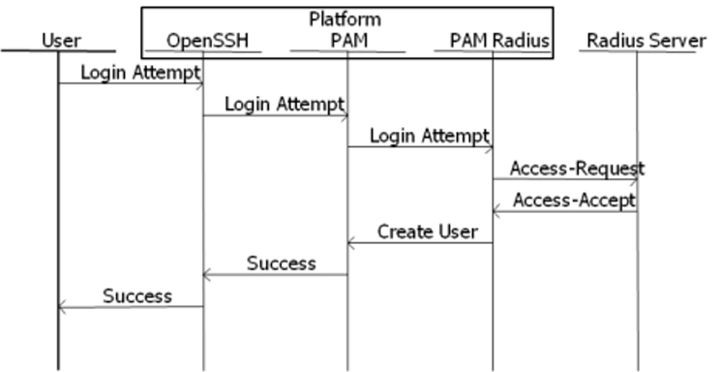 Platform
User OpenSSH PAM PAM Radius Radius Server
Login Attempt
Login Attempt
Login Attempt
Access-Request
Access-Accept
Create User
Success
Success